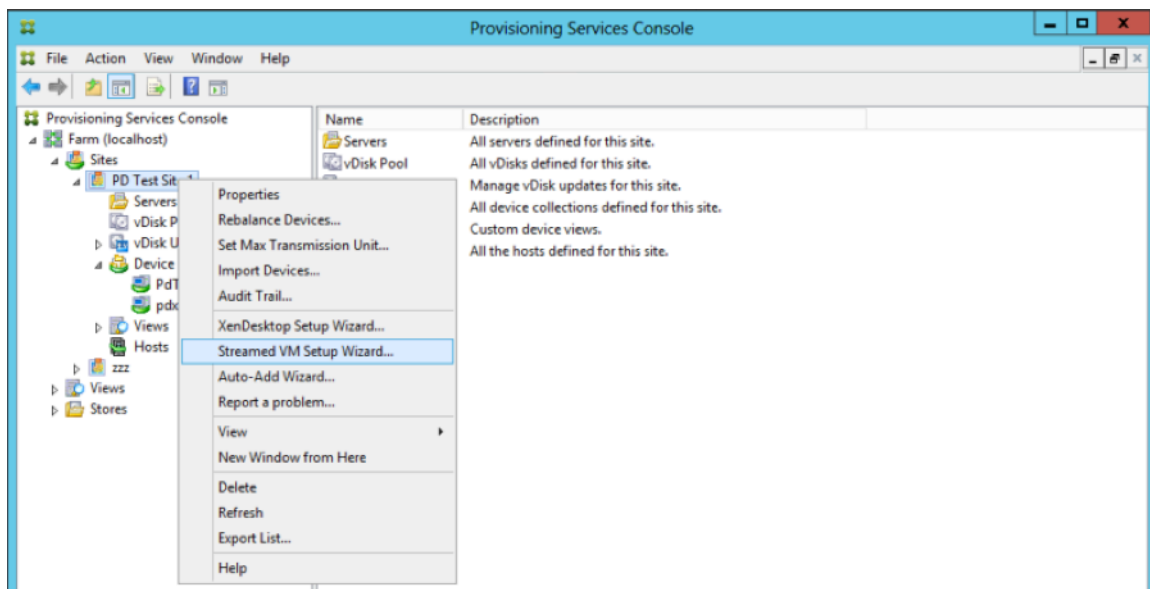 Provisioning Services Console
File Action View Window Help
Provisioning Services Console
Farm (localhost)
Sites
PD Test Site 1
Servers
vDisk P
vDisk U
Device
PdT
pdx
Views
Hosts
zzz
Views
Stores
Name Description
Servers All servers defined for this site.
vDisk Pool All vDisks defined for this site.
Manage vDisk updates for this site.
All device collections defined for this site.
Custom device views.
All the hosts defined for this site.
Properties
Rebalance Devices...
Set Max Transmission Unit...
Import Devices...
Audit Trail...
XenDesktop Setup Wizard...
Streamed VM Setup Wizard...
Auto-Add Wizard...
Report a problem...
View
New Window from Here
Delete
Refresh
Export List...
Help